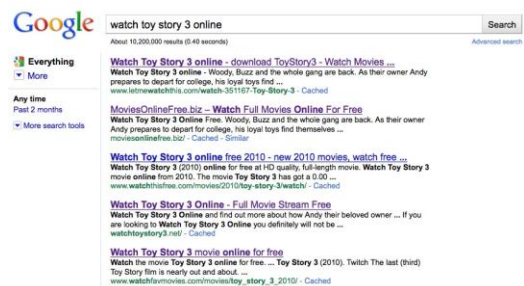 Google
watch toy story 3 online
Search
About 10,200,000 results (0.40 seconds)
Advanced search
Everything
More
Any time
Past 2 months
More search tools
Watch Toy Story 3 online - download ToyStory3 - Watch Movies ...
Watch Toy Story 3 online - Woody, Buzz and the whole gang are back. As their owner Andy
prepares to depart for college, his loyal toys find ...
www.letmewatchthis.com/watch-351167-Toy-Story-3 - Cached
MoviesOnlineFree.biz – Watch Full Movies Online For Free
Watch Toy Story 3 Online Free. Woody, Buzz and the whole gang are back. As their owner
Andy prepares to depart for college, his loyal toys find themselves ...
moviesonlinefree.biz/ - Cached - Similar
Watch Toy Story 3 online free 2010 - new 2010 movies, watch free ...
Watch Toy Story 3 (2010) online for free at HD quality, full-length movie. Watch Toy Story 3
movie online from 2010. The movie Toy Story 3 has got a 0.00 ...
www.watchthisfree.com/movies/2010/toy-story-3/watch/ - Cached
Watch Toy Story 3 Online - Full Movie Stream Free
Watch Toy Story 3 Online and find out more about how Andy their beloved owner ... If you
are looking to Watch Toy Story 3 Online you definitely will not be ...
watchtoystory3.net/ - Cached
Watch Toy Story 3 movie online for free
Watch the movie Toy Story 3 online for free. ... Toy Story 3 (2010). Twitch The last (third)
Toy Story film is nearly out and about. ...
www.watchfavmovies.com/movies/toy_story_3_2010/ - Cached